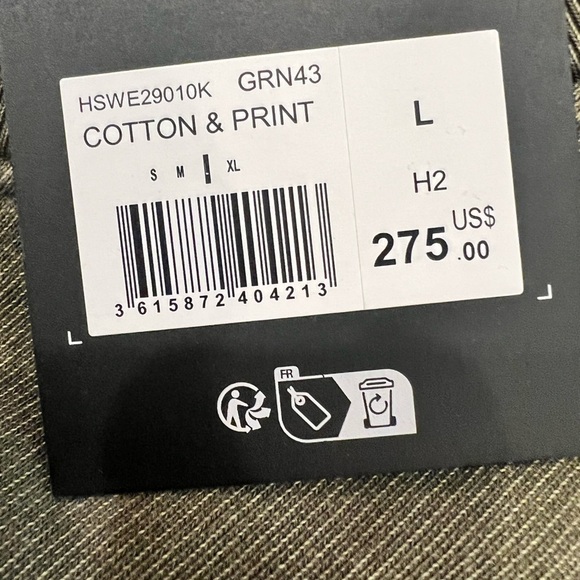 HSWE29010K GRN43
COTTON & PRINT
S M L XL
3 615872 404213
L
H2
275.00 US$
FR